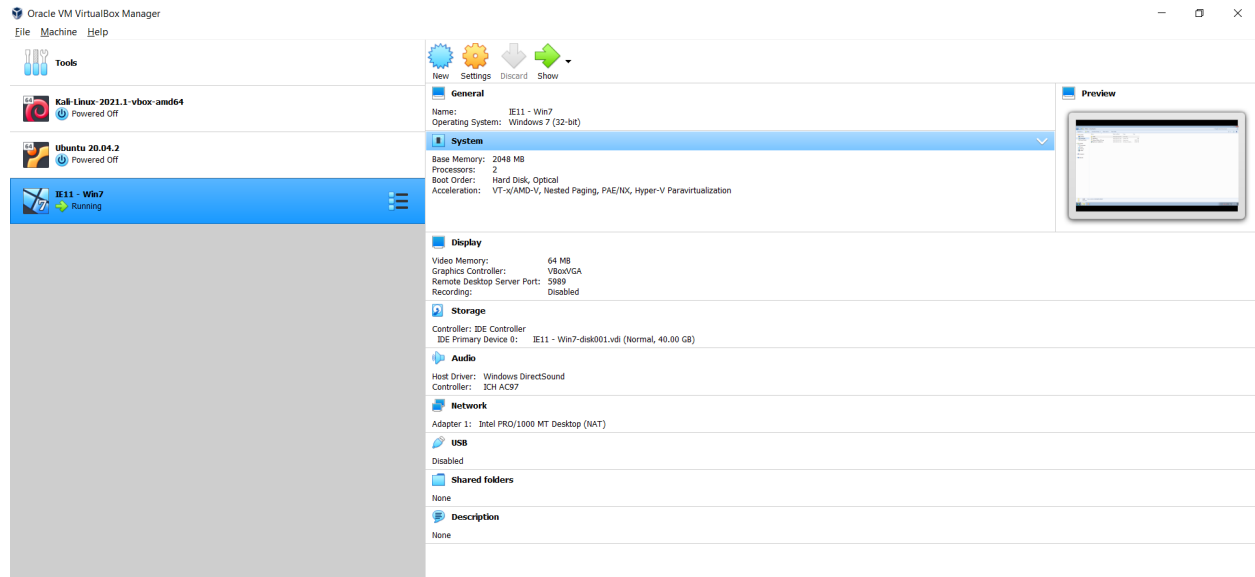 Oracle VM VirtualBox Manager
File Machine Help
Tools
New Settings Discard Show
64 Kali-Linux-2021.1-vbox-amd64
Powered Off
64 Ubuntu 20.04.2
Powered Off
7 IE11 - Win7
Running
General
Name: IE11 - Win7
Operating System: Windows 7 (32-bit)
Preview
System
Base Memory: 2048 MB
Processors: 2
Boot Order: Hard Disk, Optical
Acceleration: VT-x/AMD-V, Nested Paging, PAE/NX, Hyper-V Paravirtualization
Display
Video Memory: 64 MB
Graphics Controller: VBoxVGA
Remote Desktop Server Port: 5989
Recording: Disabled
Storage
Controller: IDE Controller
IDE Primary Device 0: IE11 - Win7-disk001.vdi (Normal, 40.00 GB)
Audio
Host Driver: Windows DirectSound
Controller: ICH AC97
Network
Adapter 1: Intel PRO/1000 MT Desktop (NAT)
USB
Disabled
Shared folders
None
Description
None